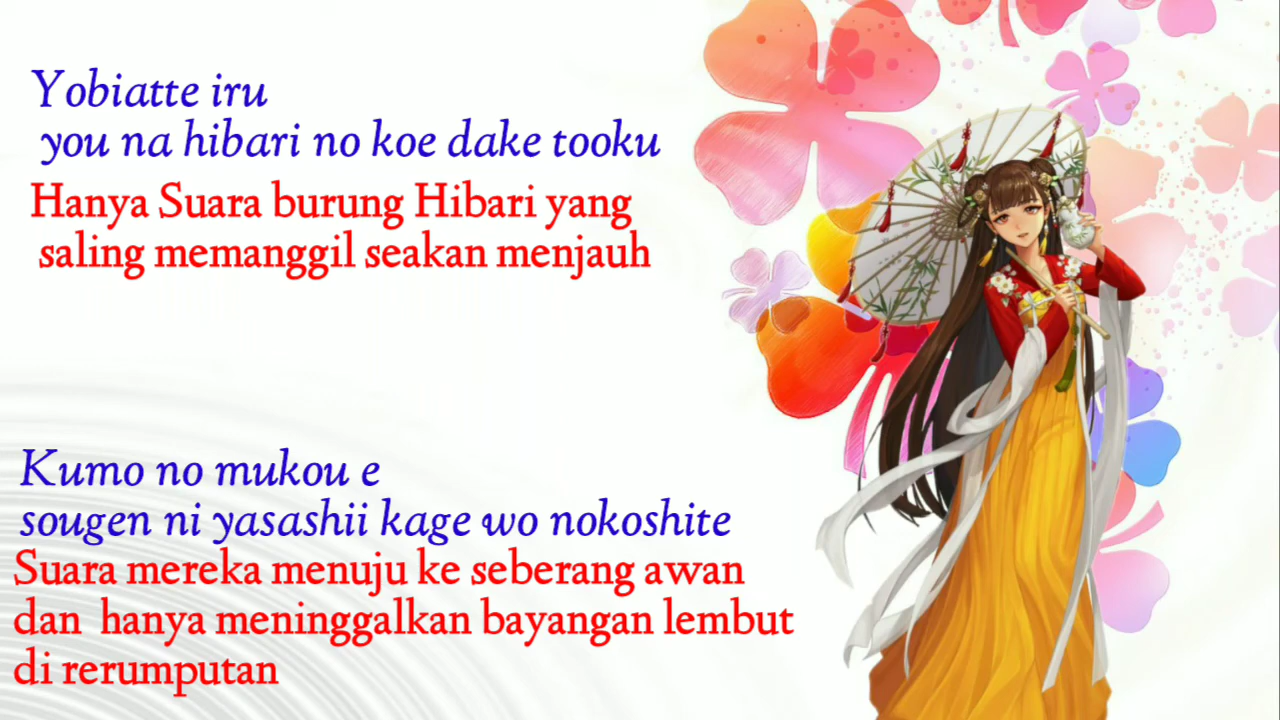 Yobiatte iru
you na hibari no koe dake tooku
Hanya Suara burung Hibari yang
saling memanggil seakan menjauh
Kumo no mukou e
sougen ni yasashii kage wo nokoshite
Suara mereka menuju ke seberang awan
dan hanya meninggalkan bayangan lembut
di rerumputan